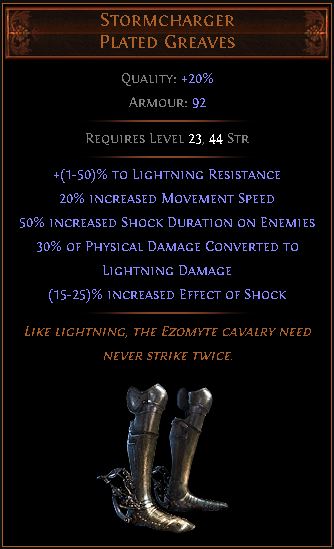 Stormcharger
Plated Greaves
Quality: +20%
Armour: 92
Requires Level 23, 44 Str
+(1-50)% to Lightning Resistance
20% increased Movement Speed
50% increased Shock Duration on Enemies
30% of Physical Damage Converted to
Lightning Damage
(15-25)% increased Effect of Shock
Like lightning, the Ezomyte cavalry need
never strike twice.